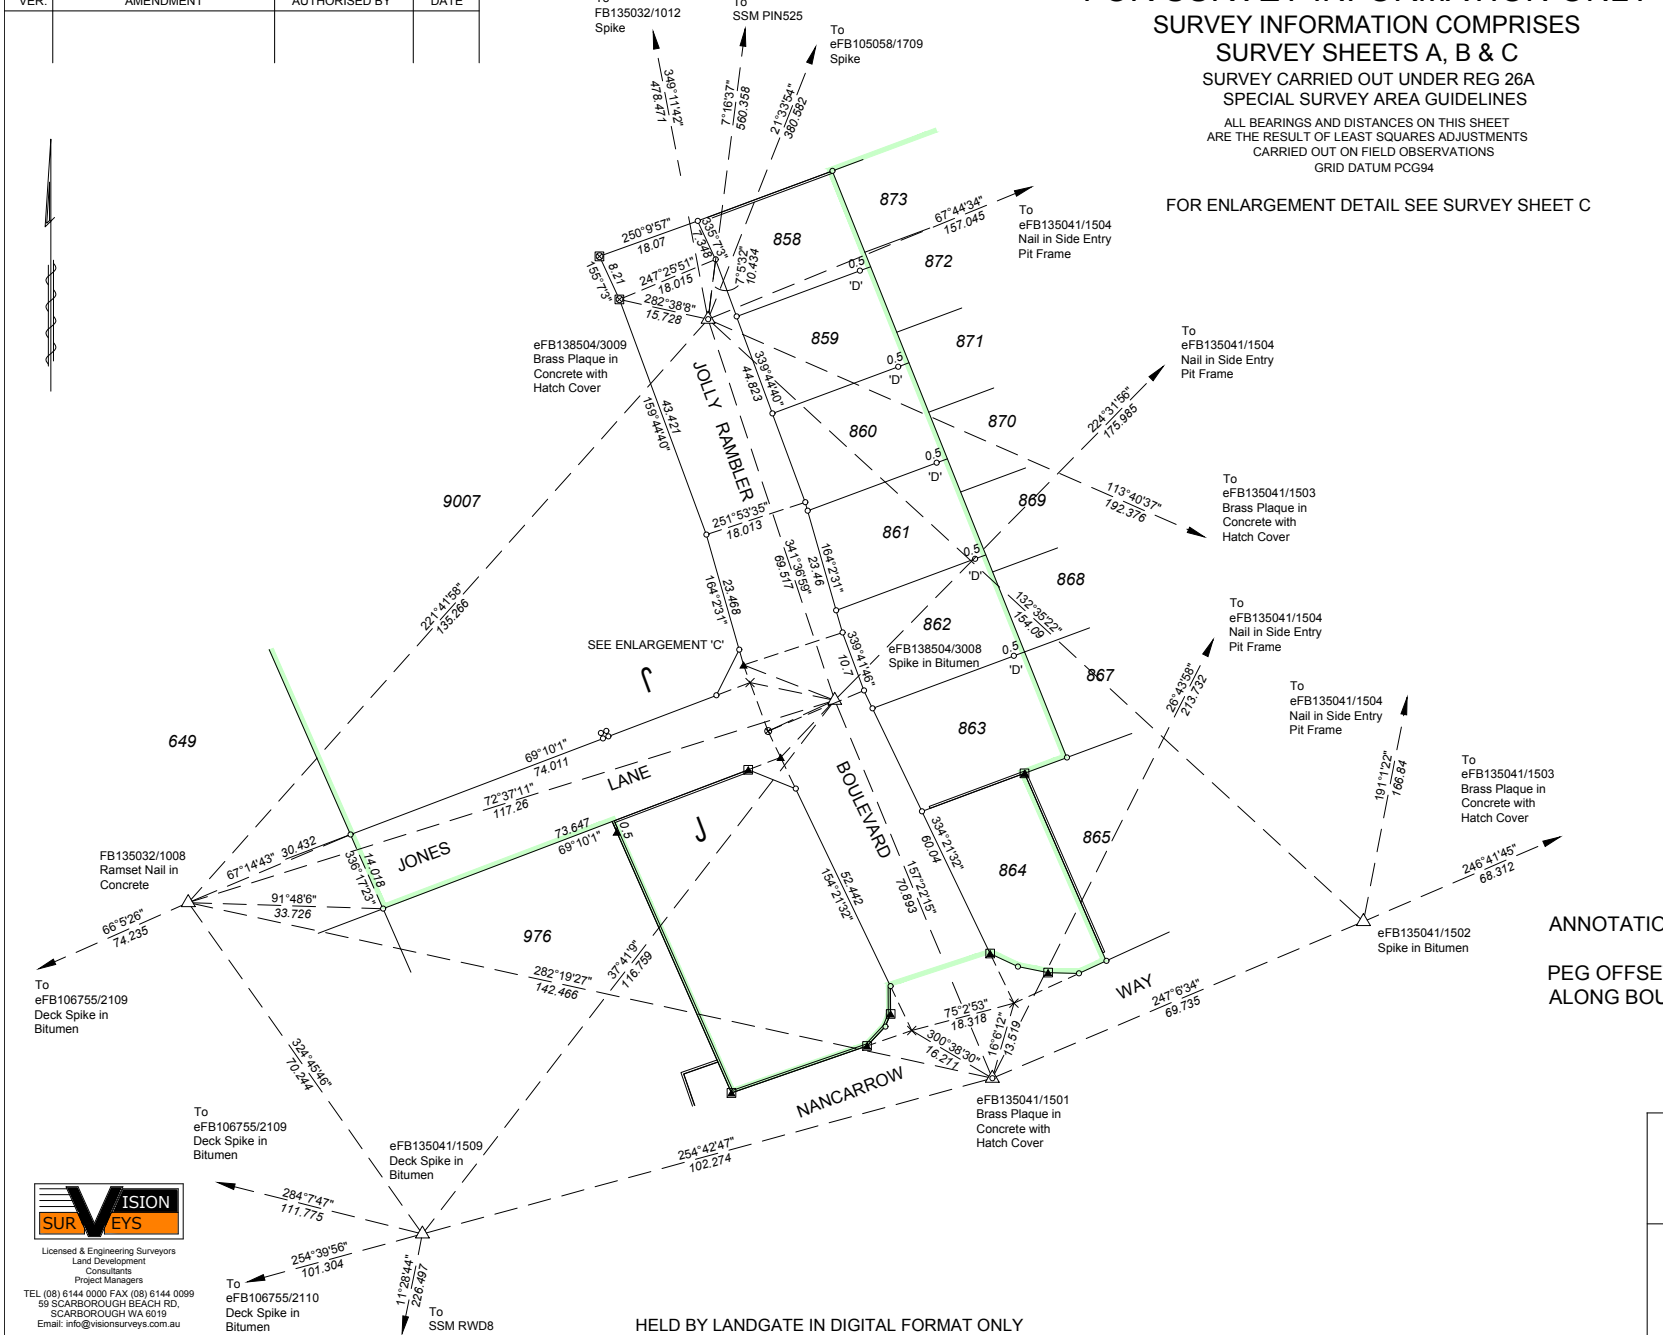 VER.
AMENDMENT
AUTHORISED BY
DATE
To
FB135032/1012
Spike
To
SSM PIN525
To
eFB105058/1709
Spike
SURVEY INFORMATION COMPRISES
SURVEY SHEETS A, B & C
SURVEY CARRIED OUT UNDER REG 26A
SPECIAL SURVEY AREA GUIDELINES
ALL BEARINGS AND DISTANCES ON THIS SHEET
ARE THE RESULT OF LEAST SQUARES ADJUSTMENTS
CARRIED OUT ON FIELD OBSERVATIONS
GRID DATUM PCG94
FOR ENLARGEMENT DETAIL SEE SURVEY SHEET C
349°11'42"
478.471
7°16'37"
560.358
21°33'54"
380.582
873
67°44'34"
157.045
To
eFB135041/1504
Nail in Side Entry
Pit Frame
250°9'57"
18.07
335°7'3"
7.348
858
872
8.21
155°7'3"
247°25'51"
18.015
7°5'32"
10.434
0.5
'D'
282°38'8"
15.728
eFB138504/3009
Brass Plaque in
Concrete with
Hatch Cover
859
871
To
eFB135041/1504
Nail in Side Entry
Pit Frame
JOLLY RAMBLER
339°44'40"
44.823
0.5
'D'
43.421
159°44'40"
224°31'56"
175.985
860
870
0.5
'D'
9007
869
113°40'37"
192.376
To
eFB135041/1503
Brass Plaque in
Concrete with
Hatch Cover
251°53'35"
18.013
861
341°36'59"
69.517
164°2'31"
23.46
0.5
'D'
868
23.468
164°2'31"
221°41'58"
135.266
132°35'22"
154.09
To
eFB135041/1504
Nail in Side Entry
Pit Frame
862
SEE ENLARGEMENT 'C'
339°41'46"
10.7
eFB138504/3008
Spike in Bitumen
0.5
'D'
867
26°43'58"
213.732
To
eFB135041/1504
Nail in Side Entry
Pit Frame
649
863
69°10'1"
74.011
LANE
72°37'11"
117.26
BOULEVARD
191°1'22"
166.84
To
eFB135041/1503
Brass Plaque in
Concrete with
Hatch Cover
73.647
69°10'1"
0.5
334°21'32"
60.04
865
FB135032/1008
Ramset Nail in
Concrete
67°14'43" 30.432
JONES
14.018
336°17'23"
864
246°41'45"
68.312
91°48'6"
33.726
52.442
154°21'32"
157°22'15"
70.893
66°5'26"
74.235
976
eFB135041/1502
Spike in Bitumen
To
eFB106755/2109
Deck Spike in
Bitumen
282°19'27"
142.466
37°41'9"
116.759
WAY
247°6'34"
69.735
75°2'53"
18.318
300°38'30"
16.211
16°6'12"
13.519
324°45'46"
70.244
NANCARROW
eFB135041/1501
Brass Plaque in
Concrete with
Hatch Cover
To
eFB106755/2109
Deck Spike in
Bitumen
eFB135041/1509
Deck Spike in
Bitumen
254°42'47"
102.274
284°7'47"
111.775
254°39'56"
101.304
To
eFB106755/2110
Deck Spike in
Bitumen
11°28'44"
226.497
To
SSM RWD8
VISION
SURVEYS
Licensed & Engineering Surveyors
Land Development
Consultants
Project Managers
TEL (08) 6144 0000 FAX (08) 6144 0099
59 SCARBOROUGH BEACH RD,
SCARBOROUGH WA 6019
Email: info@visionsurveys.com.au
HELD BY LANDGATE IN DIGITAL FORMAT ONLY
PEG OFFSE
ALONG BOU